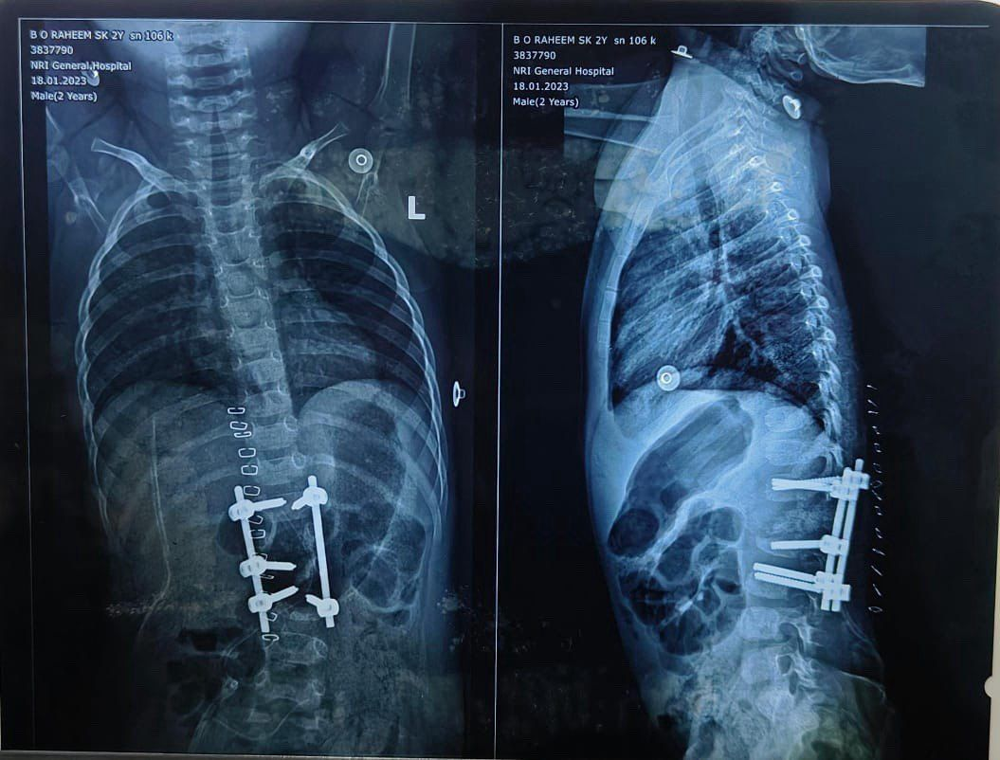 B O RAHEEM SK 2Y sn 106 k
3837790
NRI General Hospital
18.01.2023
Male(2 Years)
L
B O RAHEEM SK 2Y sn 106 k
3837790
NRI General Hospital
18.01.2023
Male(2 Years)